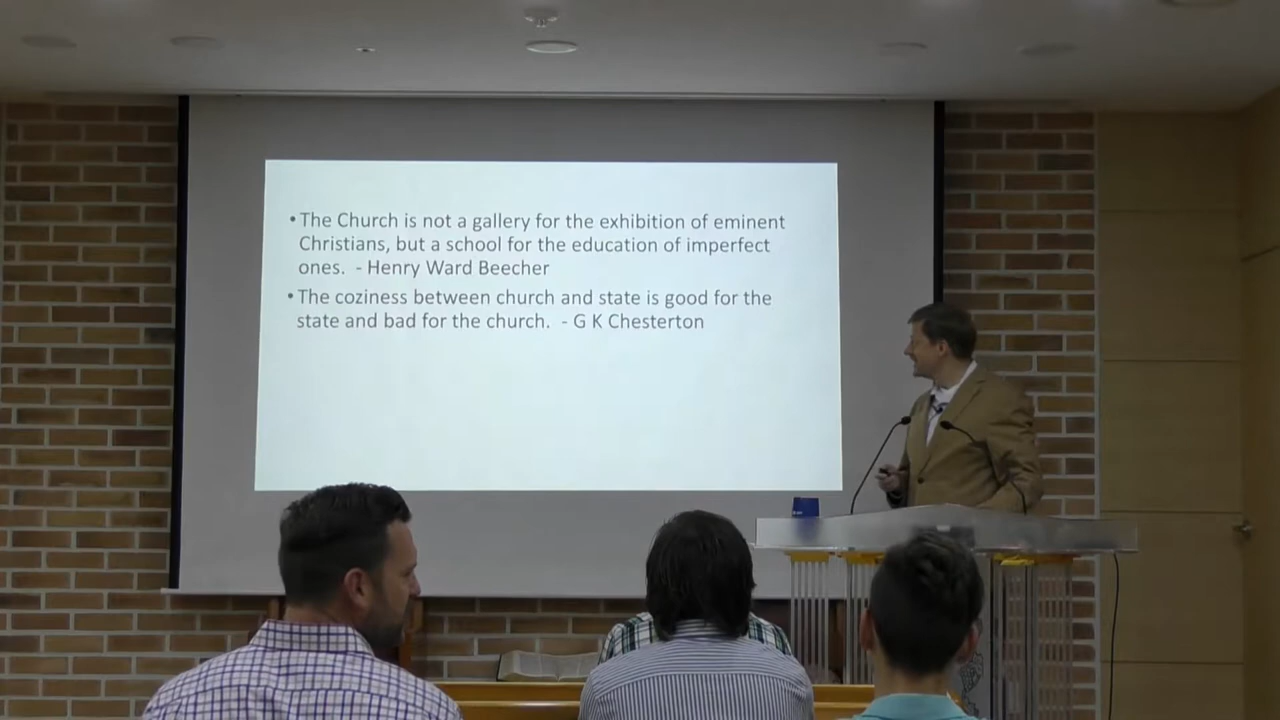 • The Church is not a gallery for the exhibition of eminent
Christians, but a school for the education of imperfect
ones.  - Henry Ward Beecher
• The coziness between church and state is good for the
state and bad for the church.  - G K Chesterton